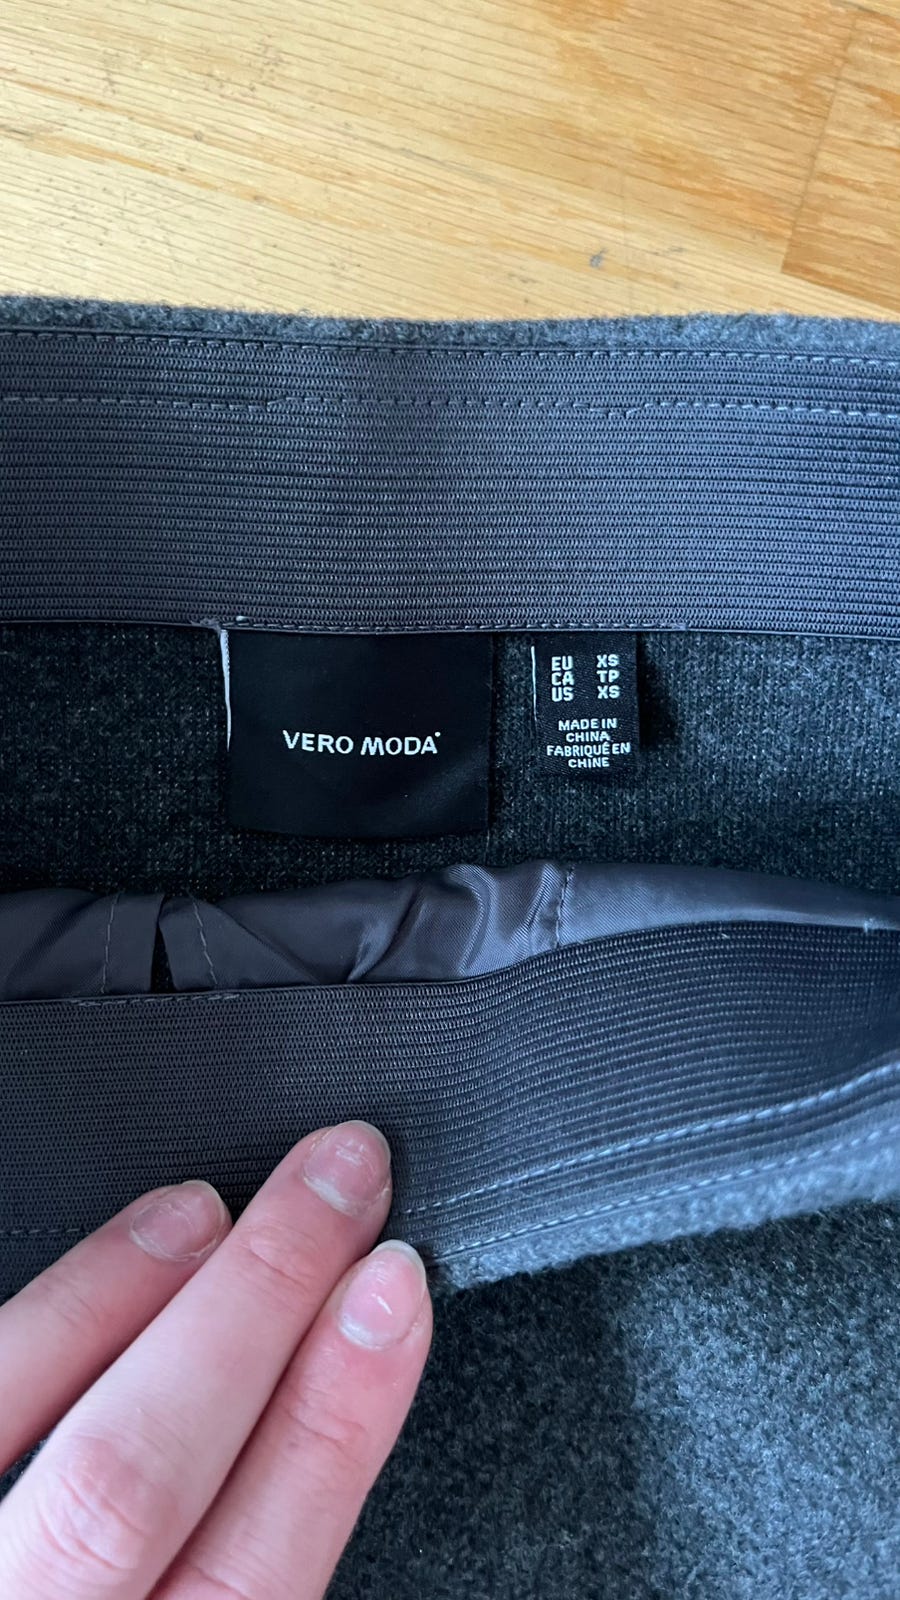 VERO MODA
EU XS
CA TP
US XS
MADE IN
CHINA
FABRIQUÉ EN
CHINE